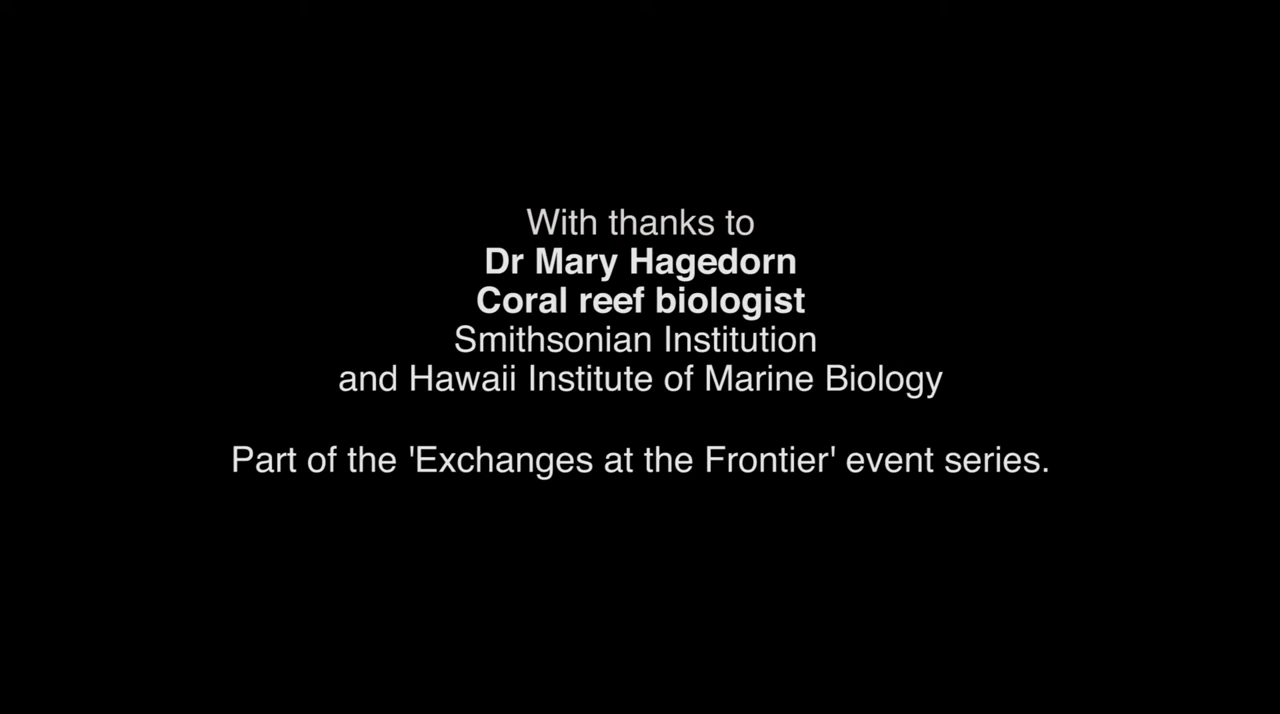 With thanks to
Dr Mary Hagedorn
Coral reef biologist
Smithsonian Institution
and Hawaii Institute of Marine Biology
Part of the 'Exchanges at the Frontier' event series.